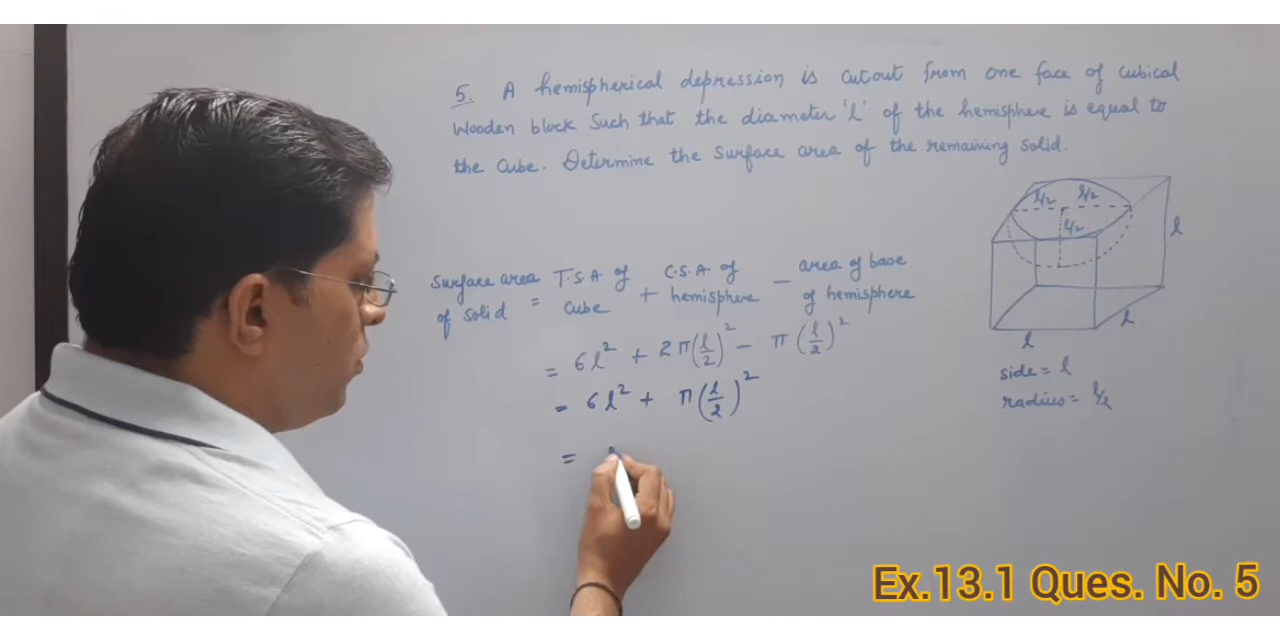 5. A hemispherical depression is cutout from one face of cubical
Wooden block Such that the diameter 'l' of the hemisphere is equal to
the Cube. Determine the Surface area of the remaining Solid.
l/2 l/2
l/2
l
l
l
side = l
radius = l/2
Surface area of solid = T.S.A. of cube + C.S.A. of hemisphere − area of base of hemisphere
= 6l² + 2π(l/2)² − π(l/2)²
= 6l² + π(l/2)²
=
Ex.13.1 Ques. No. 5